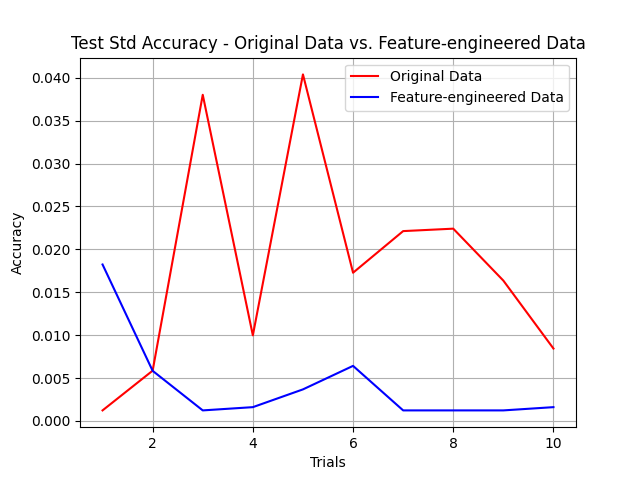 Test Std Accuracy - Original Data vs. Feature-engineered Data
Original Data
Feature-engineered Data
0.040
0.035
0.030
0.025
0.020
0.015
0.010
0.005
0.000
Accuracy
2
4
6
8
10
Trials